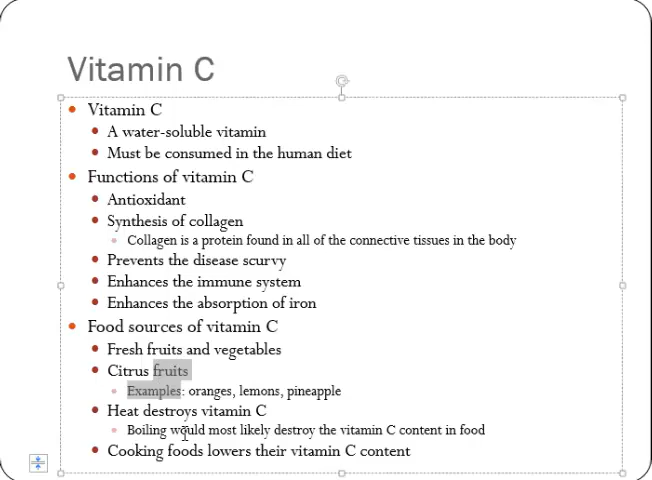 Vitamin C
Vitamin C
A water-soluble vitamin
Must be consumed in the human diet
Functions of vitamin C
Antioxidant
Synthesis of collagen
Collagen is a protein found in all of the connective tissues in the body
Prevents the disease scurvy
Enhances the immune system
Enhances the absorption of iron
Food sources of vitamin C
Fresh fruits and vegetables
Citrus fruits
Examples: oranges, lemons, pineapple
Heat destroys vitamin C
Boiling would most likely destroy the vitamin C content in food
Cooking foods lowers their vitamin C content